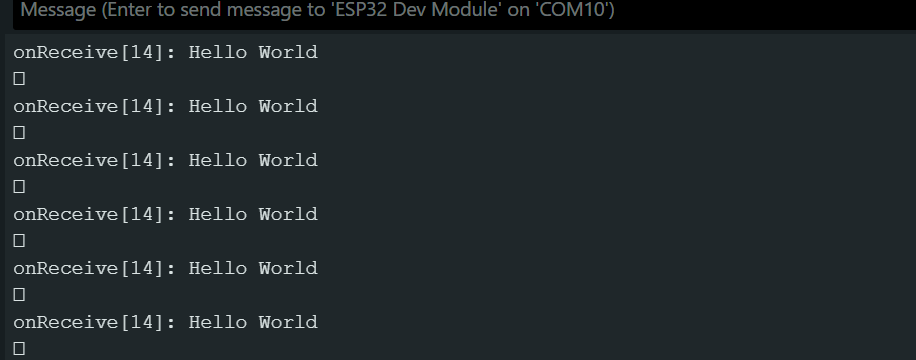 Message (Enter to send message to 'ESP32 Dev Module' on 'COM10')
onReceive[14]: Hello World
□
onReceive[14]: Hello World
□
onReceive[14]: Hello World
□
onReceive[14]: Hello World
□
onReceive[14]: Hello World
□
onReceive[14]: Hello World
□